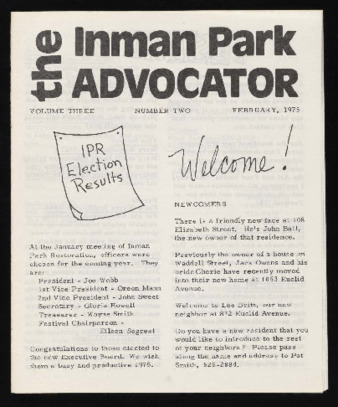 the Inman Park
ADVOCATOR
VOLUME THREE NUMBER TWO FEBRUARY, 1975
IPR
Election
Results
At the January meeting of Inman
Park Restoration, officers were
chosen for the coming year. They
are:
President - Joe Webb
1st Vice President - Oreon Mann
2nd Vice President - John Sweet
Secretary - Gloria Howell
Treasurer - Wayne Smith
Festival Chairperson -
Eileen Segrest
Congratulations to those elected to
the new Executive Board. We wish
them a busy and productive 1975.
Welcome!
NEWCOMERS
There is a friendly new face at 108
Elizabeth Street. He's John Ball,
the new owner of that residence.
Previously the owner of a house on
Waddell Street, Jack Owens and his
bride Cherie have recently moved
into their new home at 1053 Euclid
Avenue.
Welcome to Lee Britt, our new
neighbor at 872 Euclid Avenue.
Do you have a new resident that you
would like to introduce to the rest
of your neighbors? Please pass
along the name and address to Pat
Smith, 525-2884.